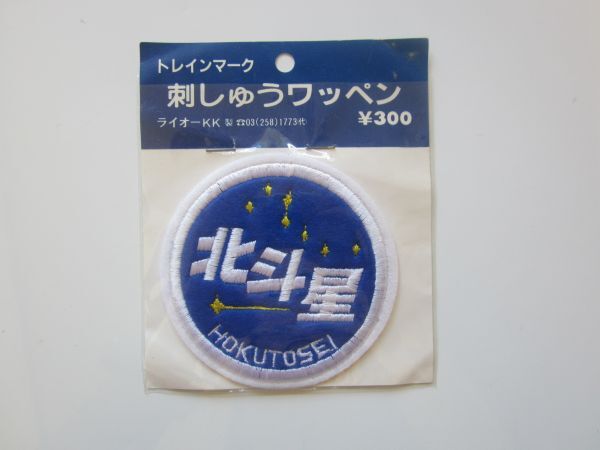 トレインマーク
刺しゅうワッペン
ライオーKK 製 ☎03(258)1773代
¥300
北斗星
HOKUTOSEI